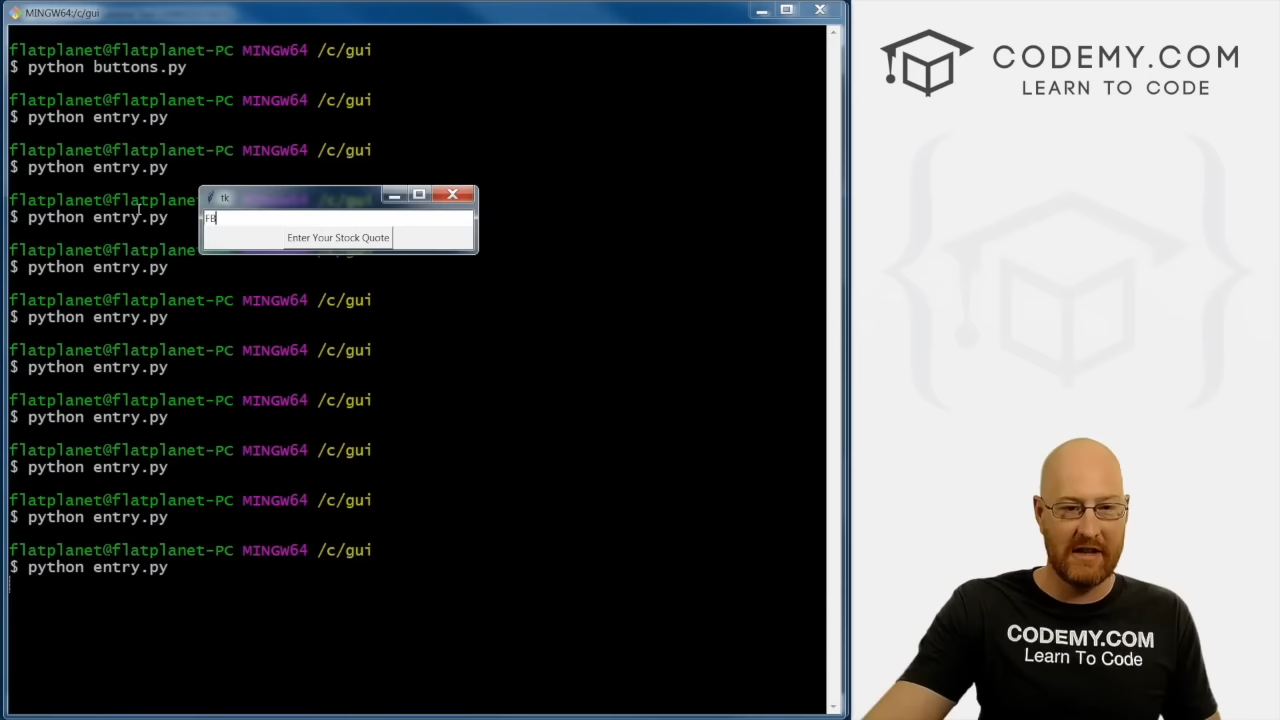 MINGW64:/c/gui
flatplanet@flatplanet-PC MINGW64 /c/gui
$ python buttons.py
flatplanet@flatplanet-PC MINGW64 /c/gui
$ python entry.py
flatplanet@flatplanet-PC MINGW64 /c/gui
$ python entry.py
flatplanet@flatplane
$ python entry.py
flatplanet@flatplane
$ python entry.py
flatplanet@flatplanet-PC MINGW64 /c/gui
$ python entry.py
flatplanet@flatplanet-PC MINGW64 /c/gui
$ python entry.py
flatplanet@flatplanet-PC MINGW64 /c/gui
$ python entry.py
flatplanet@flatplanet-PC MINGW64 /c/gui
$ python entry.py
flatplanet@flatplanet-PC MINGW64 /c/gui
$ python entry.py
flatplanet@flatplanet-PC MINGW64 /c/gui
$ python entry.py
tk
FB
Enter Your Stock Quote
CODEMY.COM
LEARN TO CODE
CODEMY.COM
Learn To Code